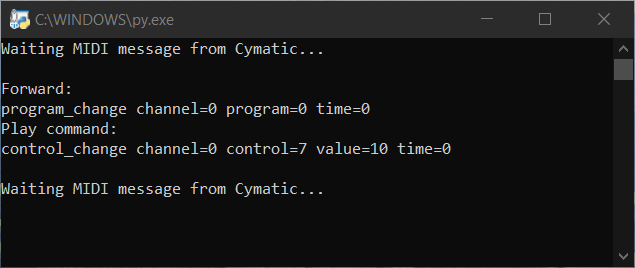 C:\WINDOWS\py.exe
Waiting MIDI message from Cymatic...
Forward:
program_change channel=0 program=0 time=0
Play command:
control_change channel=0 control=7 value=10 time=0
Waiting MIDI message from Cymatic...